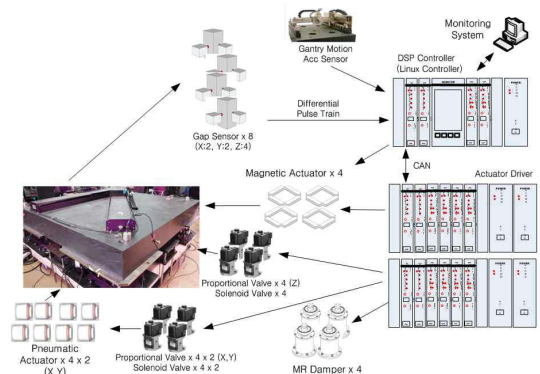 Monitoring
System
Gantry Motion
Acc Sensor
DSP Controller
(Linux Controller)
Gap Sensor x 8
(X:2, Y:2, Z:4)
Differential
Pulse Train
CAN
Magnetic Actuator x 4
Actuator Driver
Proportional Valve x 4 (Z)
Solenoid Valve x 4
Pneumatic
Actuator x 4 x 2
(X,Y)
Proportional Valve x 4 x 2 (X,Y)
Solenoid Valve x 4 x 2
MR Damper x 4